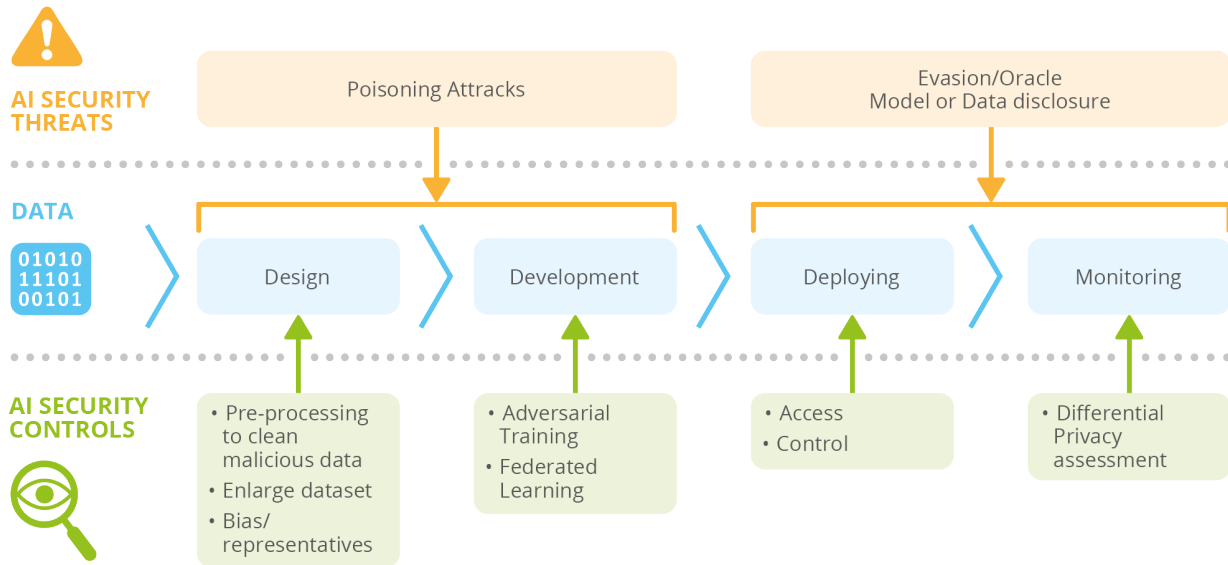 AI SECURITY
THREATS
Poisoning Attracks
Evasion/Oracle
Model or Data disclosure
DATA
01010
11101
00101
Design
Development
Deploying
Monitoring
AI SECURITY
CONTROLS
• Pre-processing
to clean
malicious data
• Enlarge dataset
• Bias/
representatives
• Adversarial
Training
• Federated
Learning
• Access
• Control
• Differential
Privacy
assessment